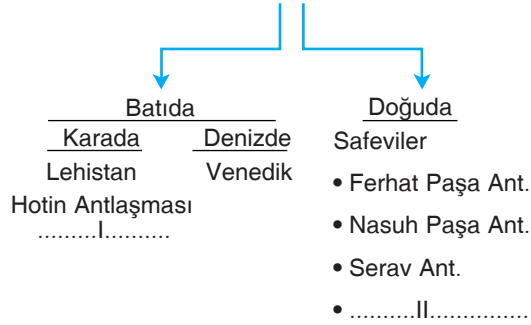 Batıda
Karada
Denizde
Lehistan
Venedik
Hotin Antlaşması
.........I..........
Doğuda
Safeviler
• Ferhat Paşa Ant.
• Nasuh Paşa Ant.
• Serav Ant.
• ..........II...............